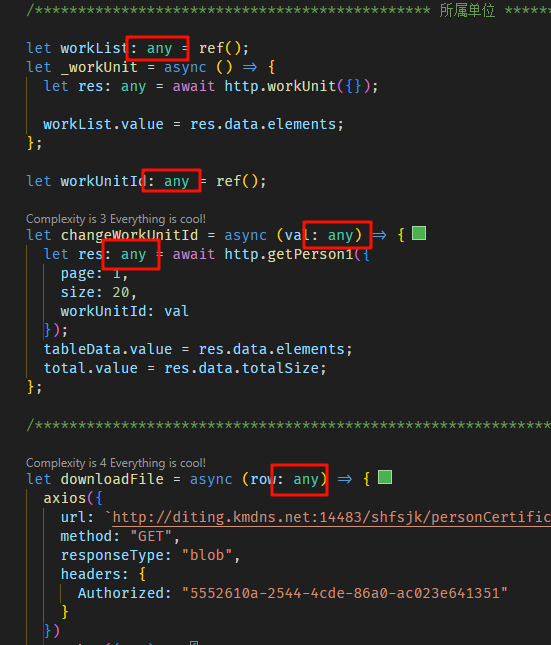 /********************************************** 所属单位 *****
let workList: any = ref();
let _workUnit = async () => {
let res: any = await http.workUnit({});
workList.value = res.data.elements;
};
let workUnitId: any = ref();
Complexity is 3 Everything is cool!
let changeWorkUnitId = async (val: any) => {
let res: any = await http.getPerson1({
page: 1,
size: 20,
workUnitId: val
});
tableData.value = res.data.elements;
total.value = res.data.totalSize;
};
/************************************************************
Complexity is 4 Everything is cool!
let downloadFile = async (row: any) => {
axios({
url: `http://diting.kmdns.net:14483/shfsjk/personCertific
method: "GET",
responseType: "blob",
headers: {
Authorized: "5552610a-2544-4cde-86a0-ac023e641351"
}
})